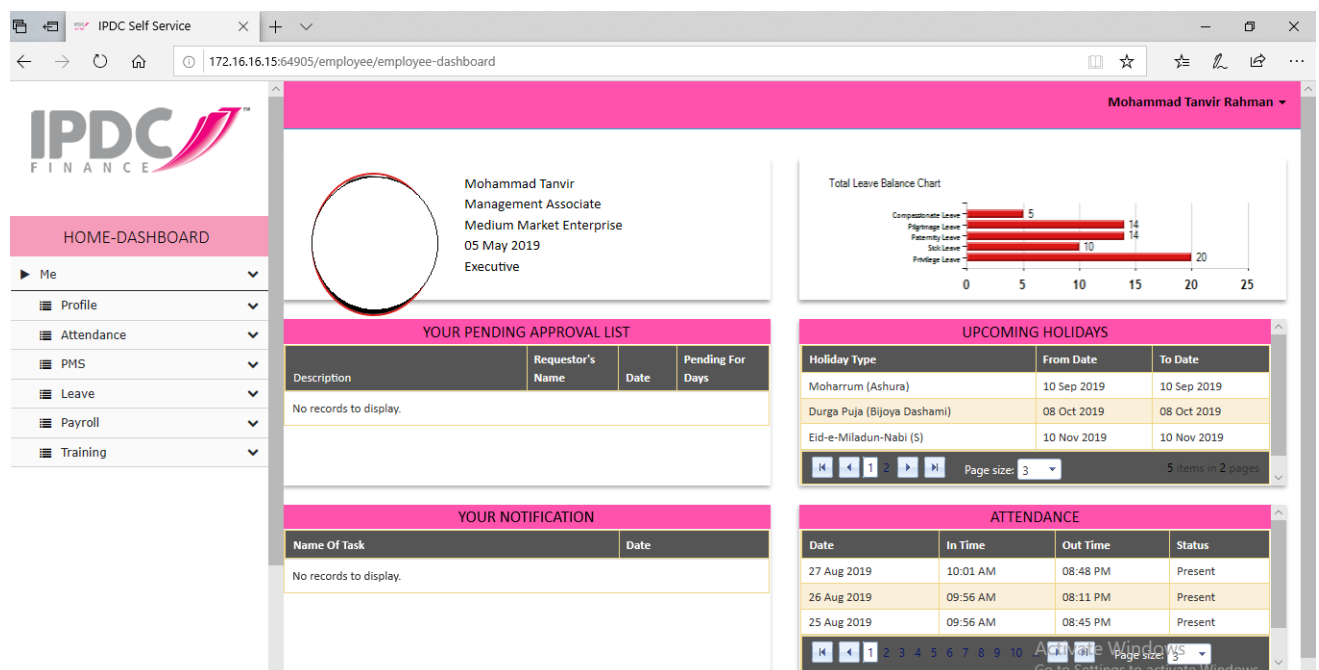 IPDC Self Service
172.16.16.15:64905/employee/employee-dashboard
IPDC
FINANCE
TM
Mohammad Tanvir Rahman
HOME-DASHBOARD
Me
Profile
Attendance
PMS
Leave
Payroll
Training
Mohammad Tanvir
Management Associate
Medium Market Enterprise
05 May 2019
Executive
Total Leave Balance Chart
Compassionate Leave 5
Pilgrimage Leave 14
Paternity Leave 14
Sick Leave 10
Privilege Leave 20
0 5 10 15 20 25
YOUR PENDING APPROVAL LIST
Description Requestor's Name Date Pending For Days
No records to display.
UPCOMING HOLIDAYS
Holiday Type From Date To Date
Moharrum (Ashura) 10 Sep 2019 10 Sep 2019
Durga Puja (Bijoya Dashami) 08 Oct 2019 08 Oct 2019
Eid-e-Miladun-Nabi (S) 10 Nov 2019 10 Nov 2019
1 2 Page size: 3 5 items in 2 pages
YOUR NOTIFICATION
Name Of Task Date
No records to display.
ATTENDANCE
Date In Time Out Time Status
27 Aug 2019 10:01 AM 08:48 PM Present
26 Aug 2019 09:56 AM 08:11 PM Present
25 Aug 2019 09:56 AM 08:45 PM Present
1 2 3 4 5 6 7 8 9 10 Page size: 3
Activate Windows
Go to Settings to activate Windows.